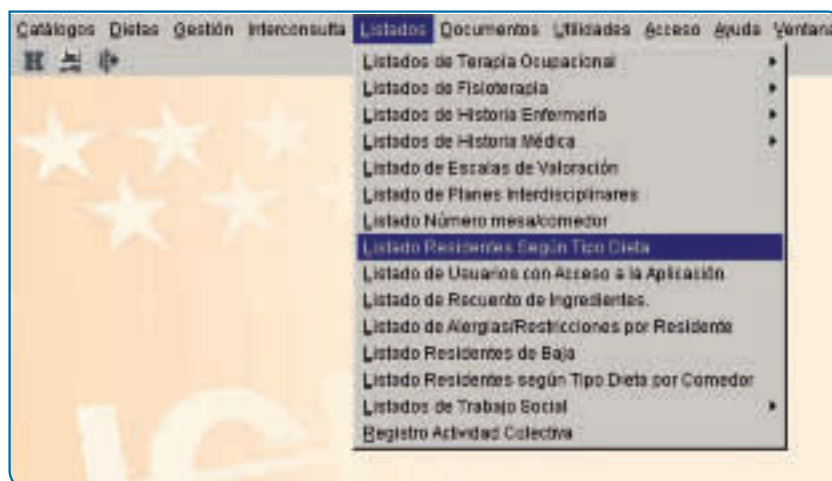 Catálogos Dietas Gestión Interconsulta Listados Documentos Utilidades Acceso Ayuda Ventana
Listados de Terapia Ocupacional
Listados de Fisioterapia
Listados de Historia Enfermería
Listados de Historia Médica
Listado de Escalas de Valoración
Listado de Planes Interdisciplinares
Listado Número mesa/comedor
Listado Residentes Según Tipo Dieta
Listado de Usuarios con Acceso a la Aplicación
Listado de Recuento de Ingredientes.
Listado de Alergias/Restricciones por Residente
Listado Residentes de Baja
Listado Residentes según Tipo Dieta por Comedor
Listados de Trabajo Social
Registro Actividad Colectiva